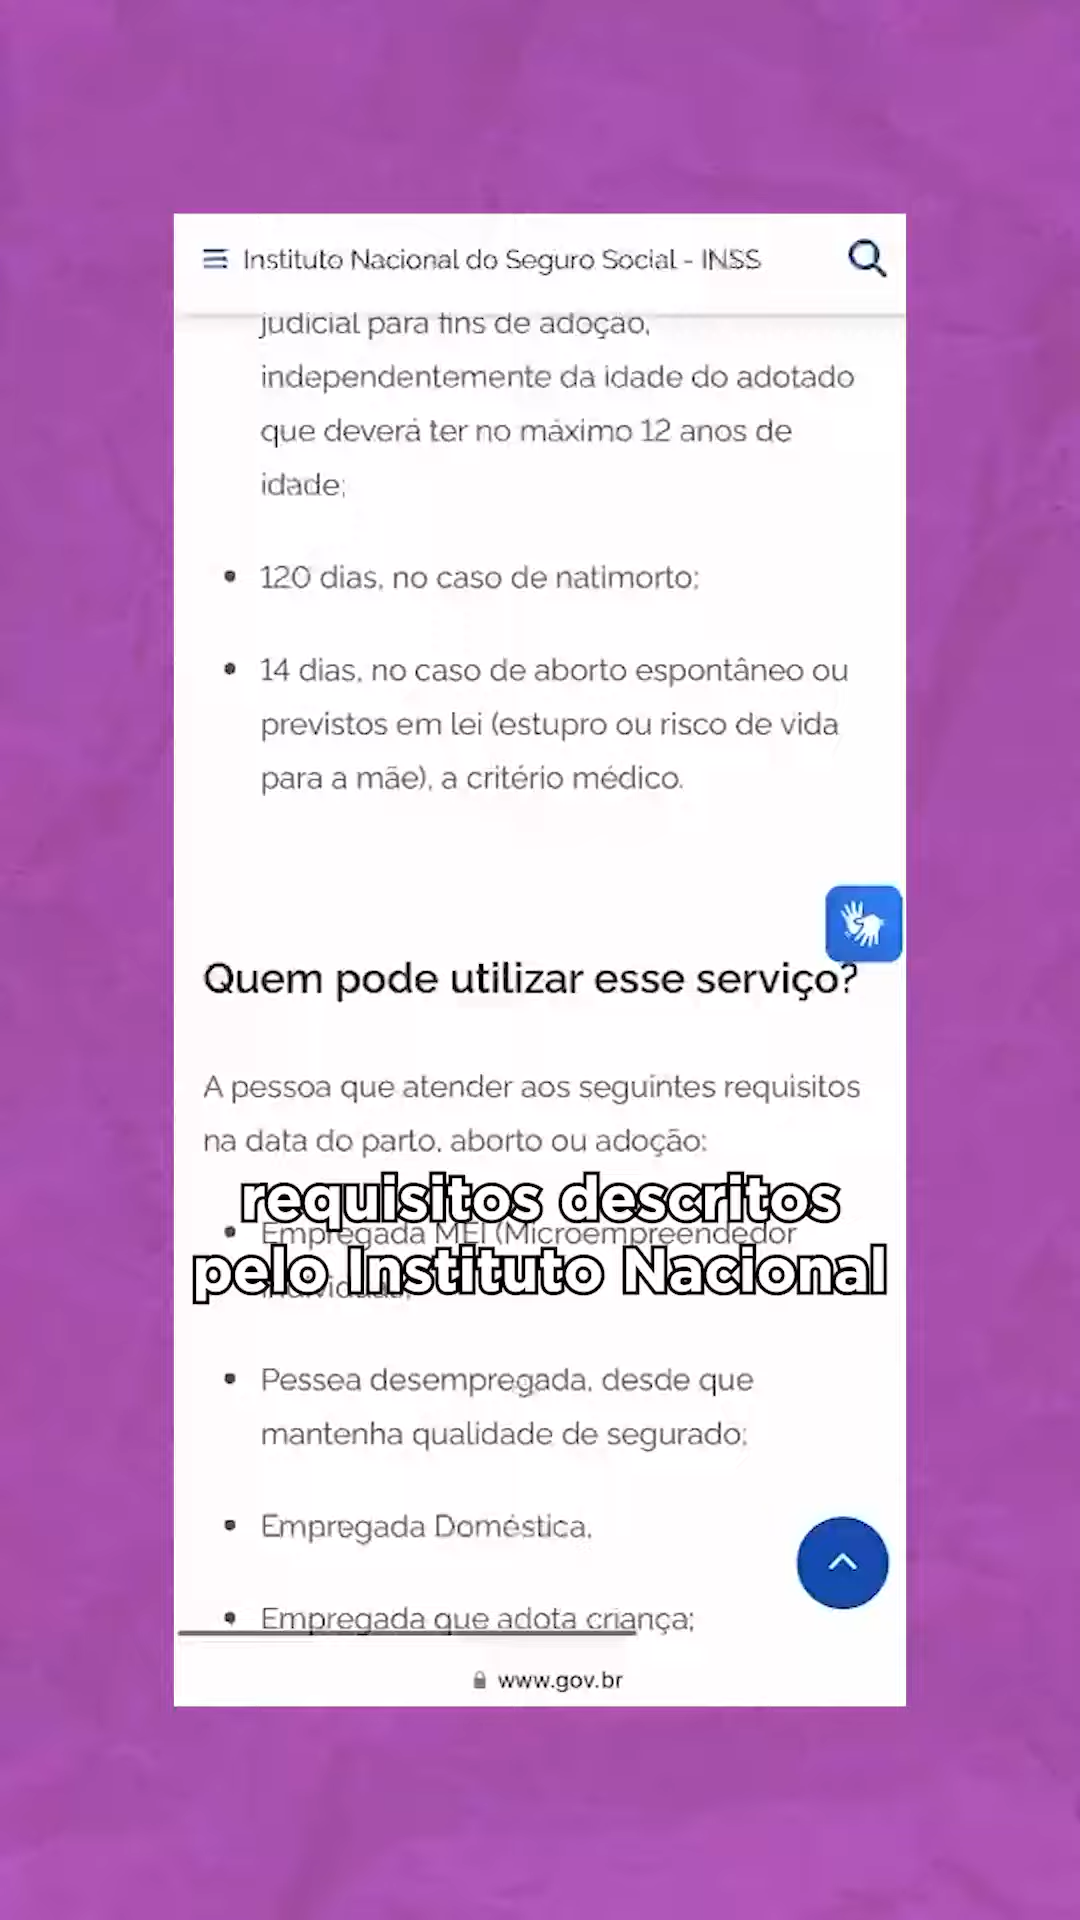 Instituto Nacional do Seguro Social - INSS
judicial para fins de adoção,
independentemente da idade do adotado
que deverá ter no máximo 12 anos de
idade;
120 dias, no caso de natimorto;
14 dias, no caso de aborto espontâneo ou
previstos em lei (estupro ou risco de vida
para a mãe), a critério médico.
Quem pode utilizar esse serviço?
A pessoa que atender aos seguintes requisitos
na data do parto, aborto ou adoção:
requisitos descritos
Empregada MEI (Microempreendedor
pelo Instituto Nacional
Pessea desempregada, desde que
mantenha qualidade de segurado;
Empregada Doméstica,
Empregada que adota criança;
www.gov.br